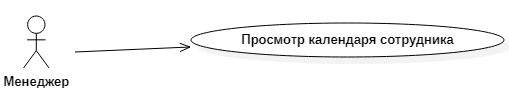 Просмотр календаря сотрудника
Менеджер